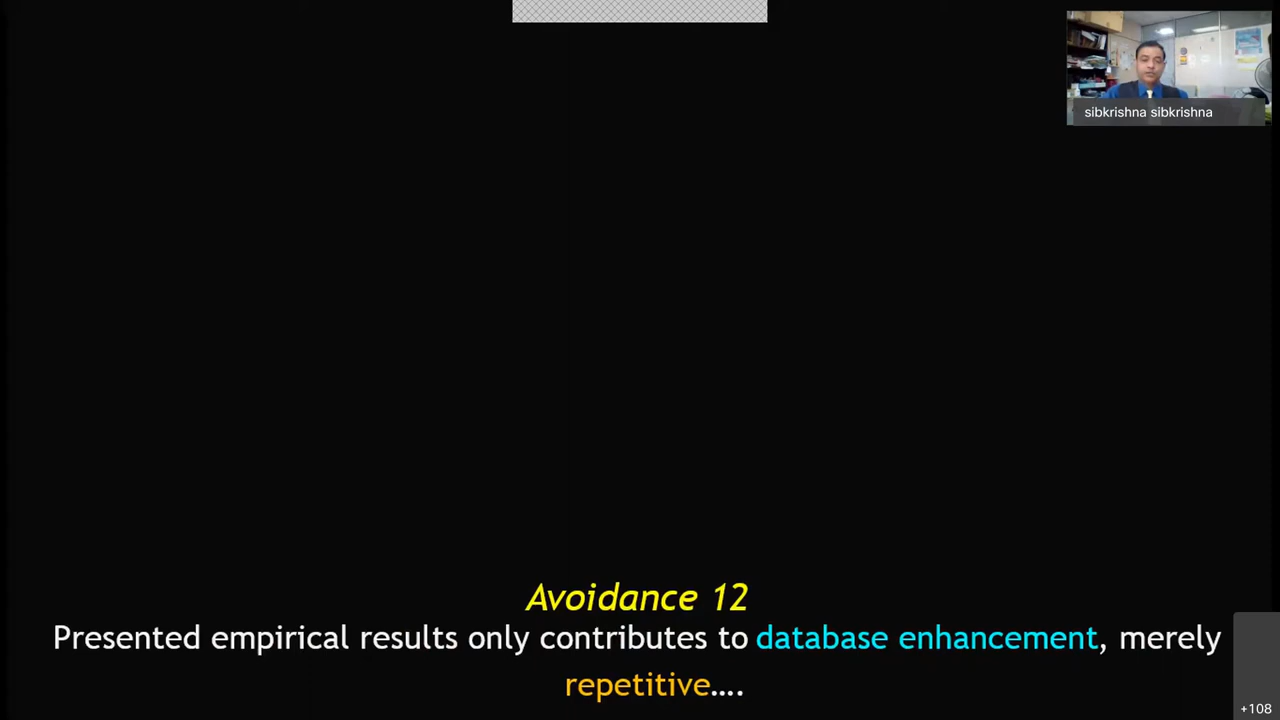 sibkrishna sibkrishna
Avoidance 12
Presented empirical results only contributes to database enhancement, merely
repetitive....
+108